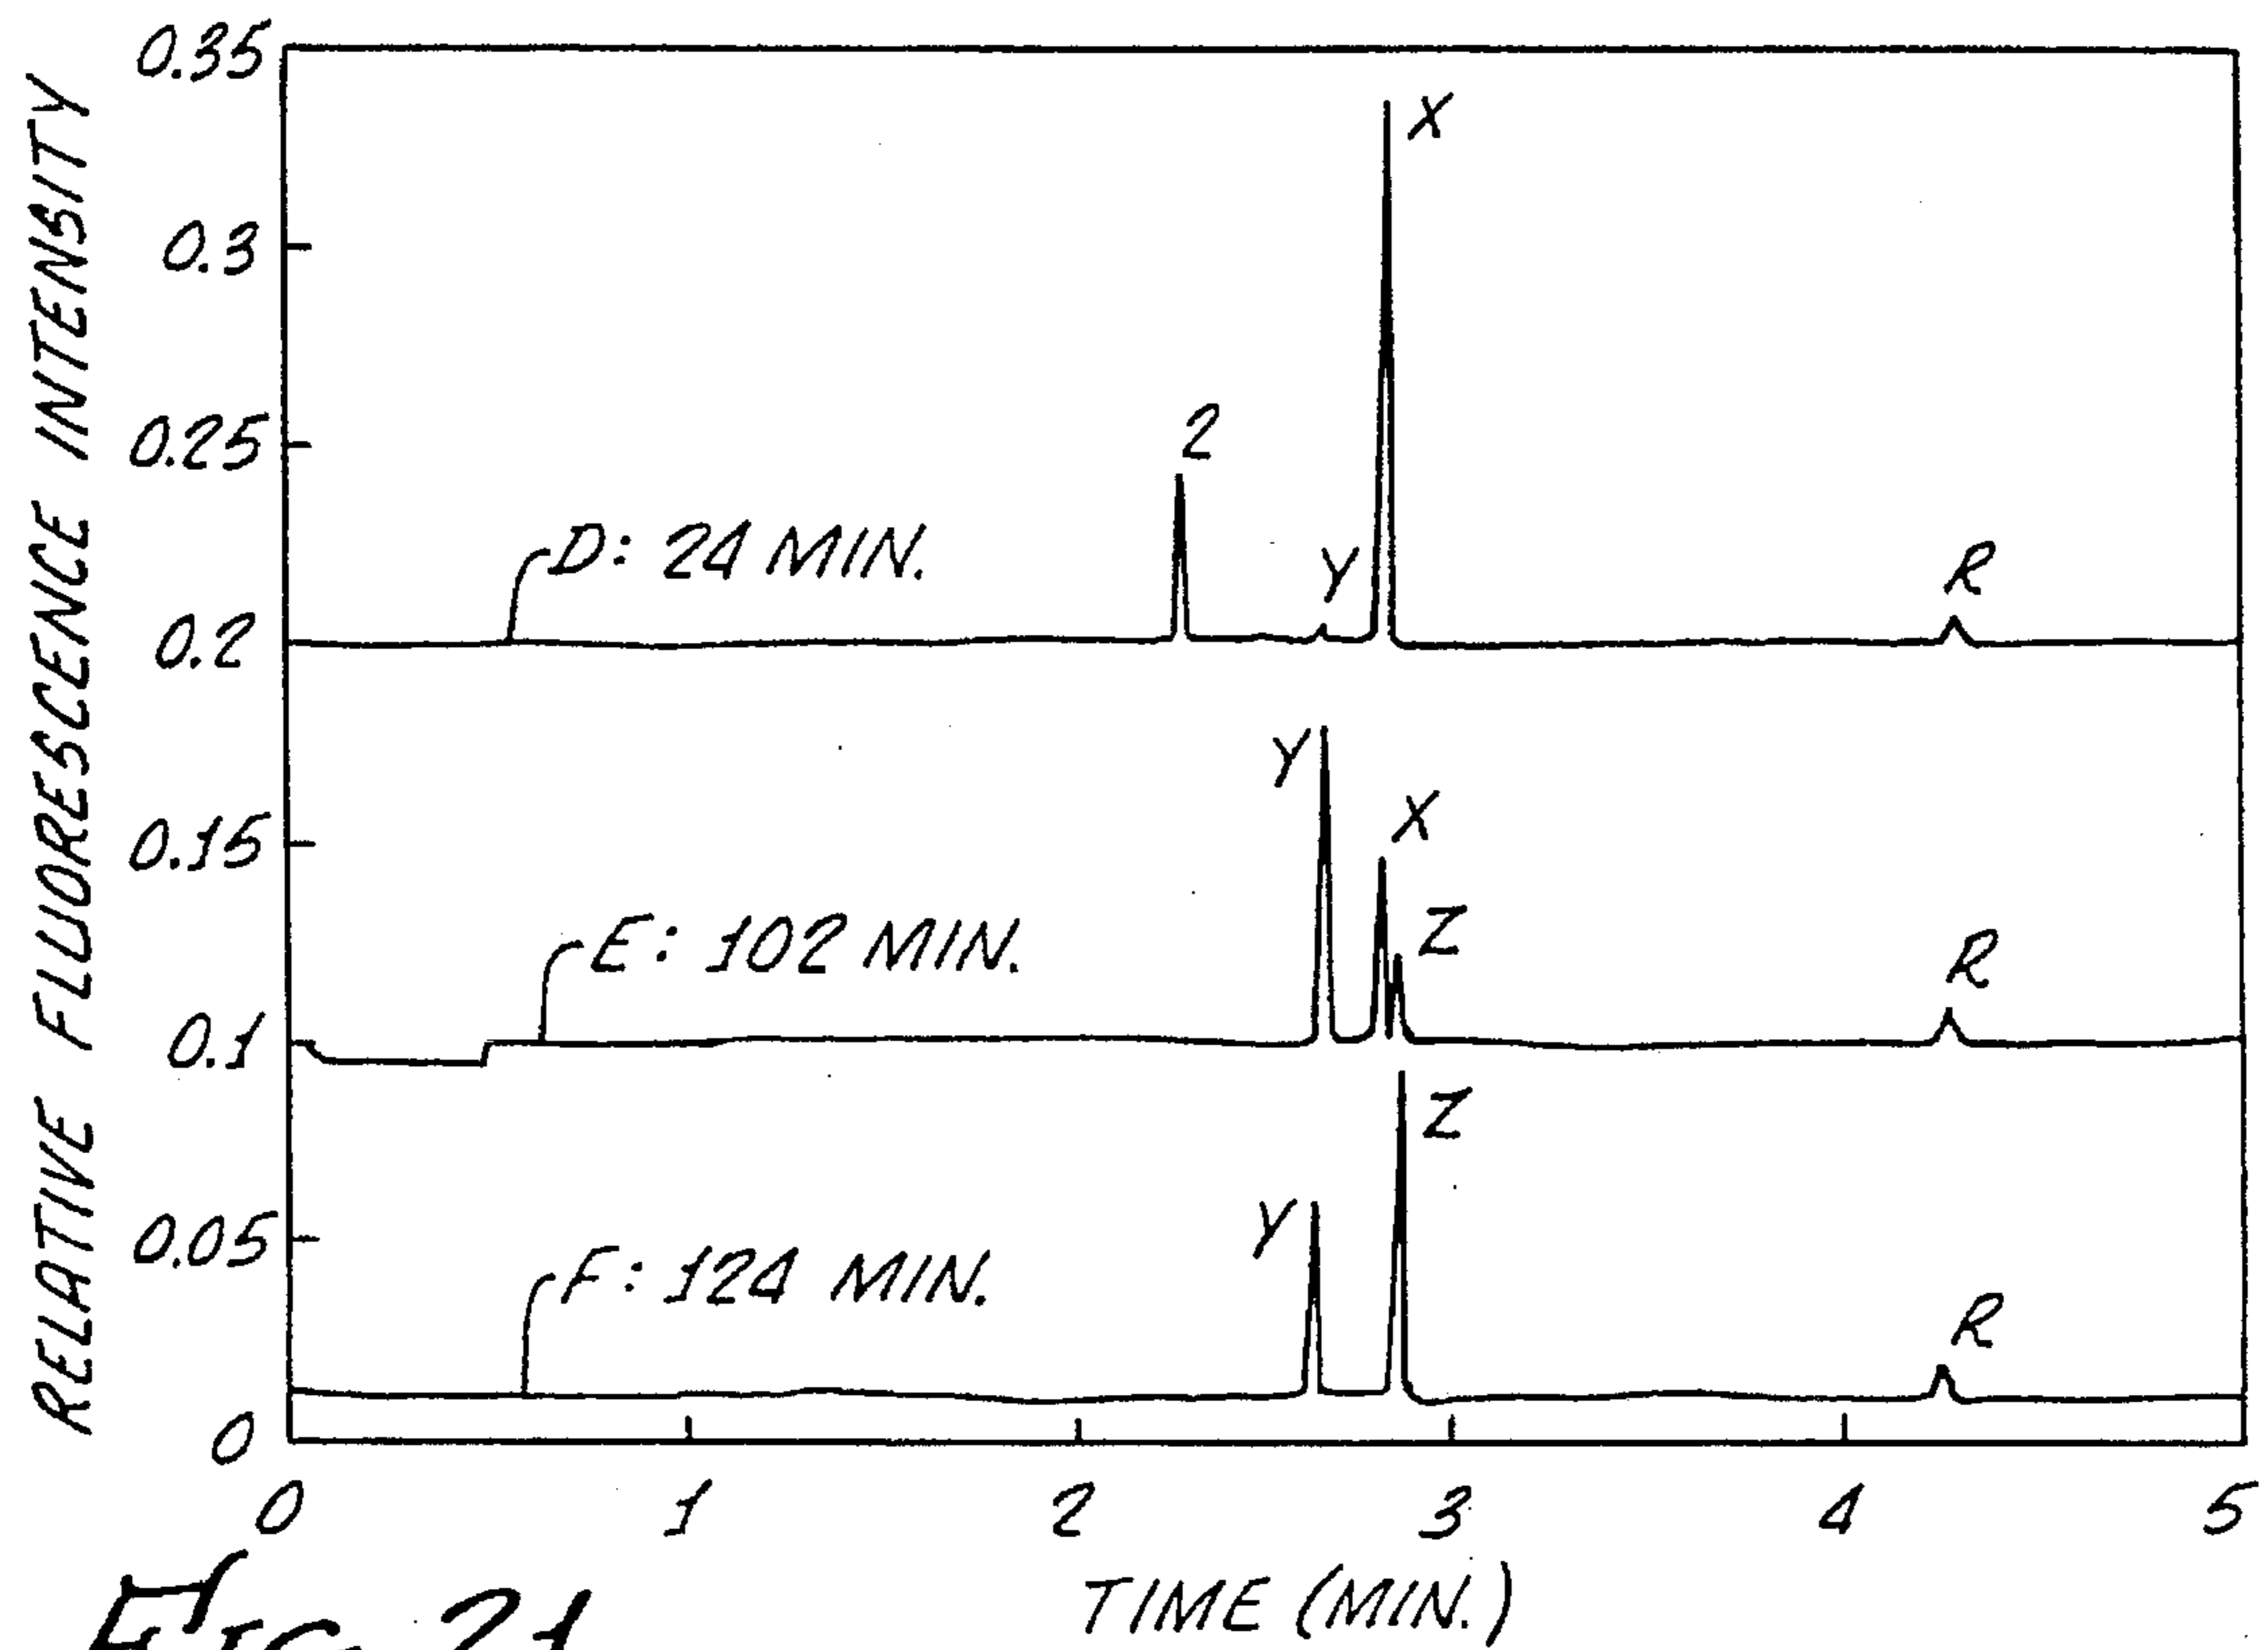 RELATIVE FLUORESCENCE INTENSITY
0.35
0.3
0.25
0.2
0.15
0.1
0.05
0
X
2
D: 24 MIN.
Y
R
Y
X
E: 102 MIN.
Z
R
Z
Y
F: 124 MIN.
R
0 1 2 3 4 5
TIME (MIN.)
FIG. 21